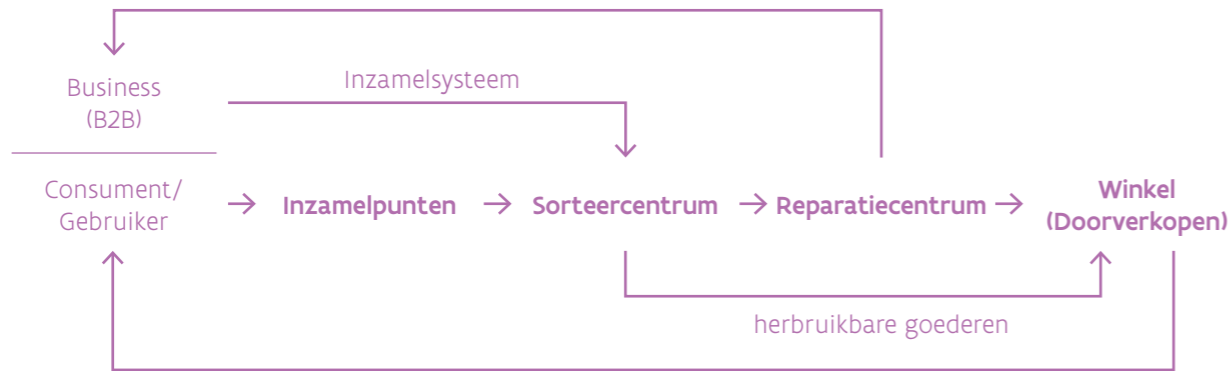 Business
(B2B)
Inzamelsysteem
Consument/
Gebruiker
Inzamelpunten
Sorteercentrum
Reparatiecentrum
Winkel
(Doorverkopen)
herbruikbare goederen